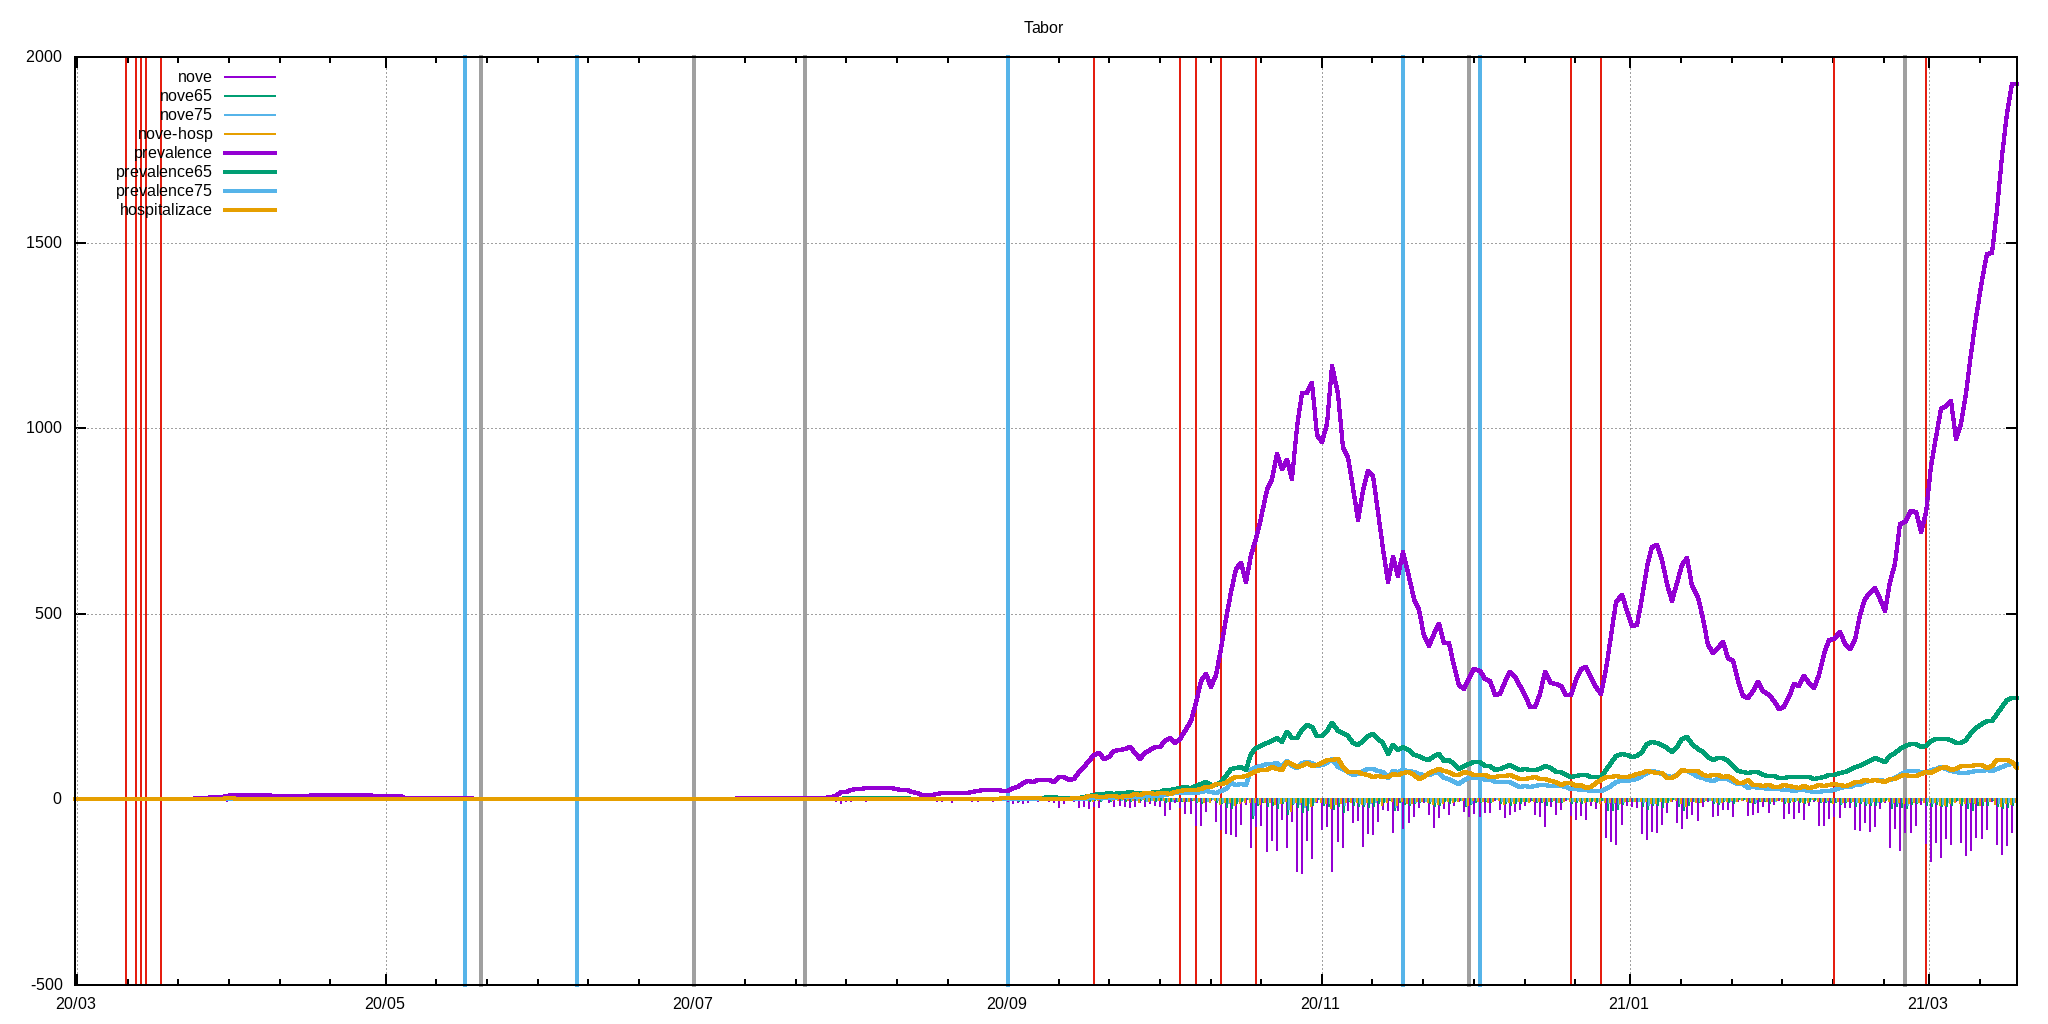 Tabor
2000
1500
1000
500
0
-500
nove
nove65
nove75
nove-hosp
prevalence
prevalence65
prevalence75
hospitalizace
20/03 20/05 20/07 20/09 20/11 21/01 21/03